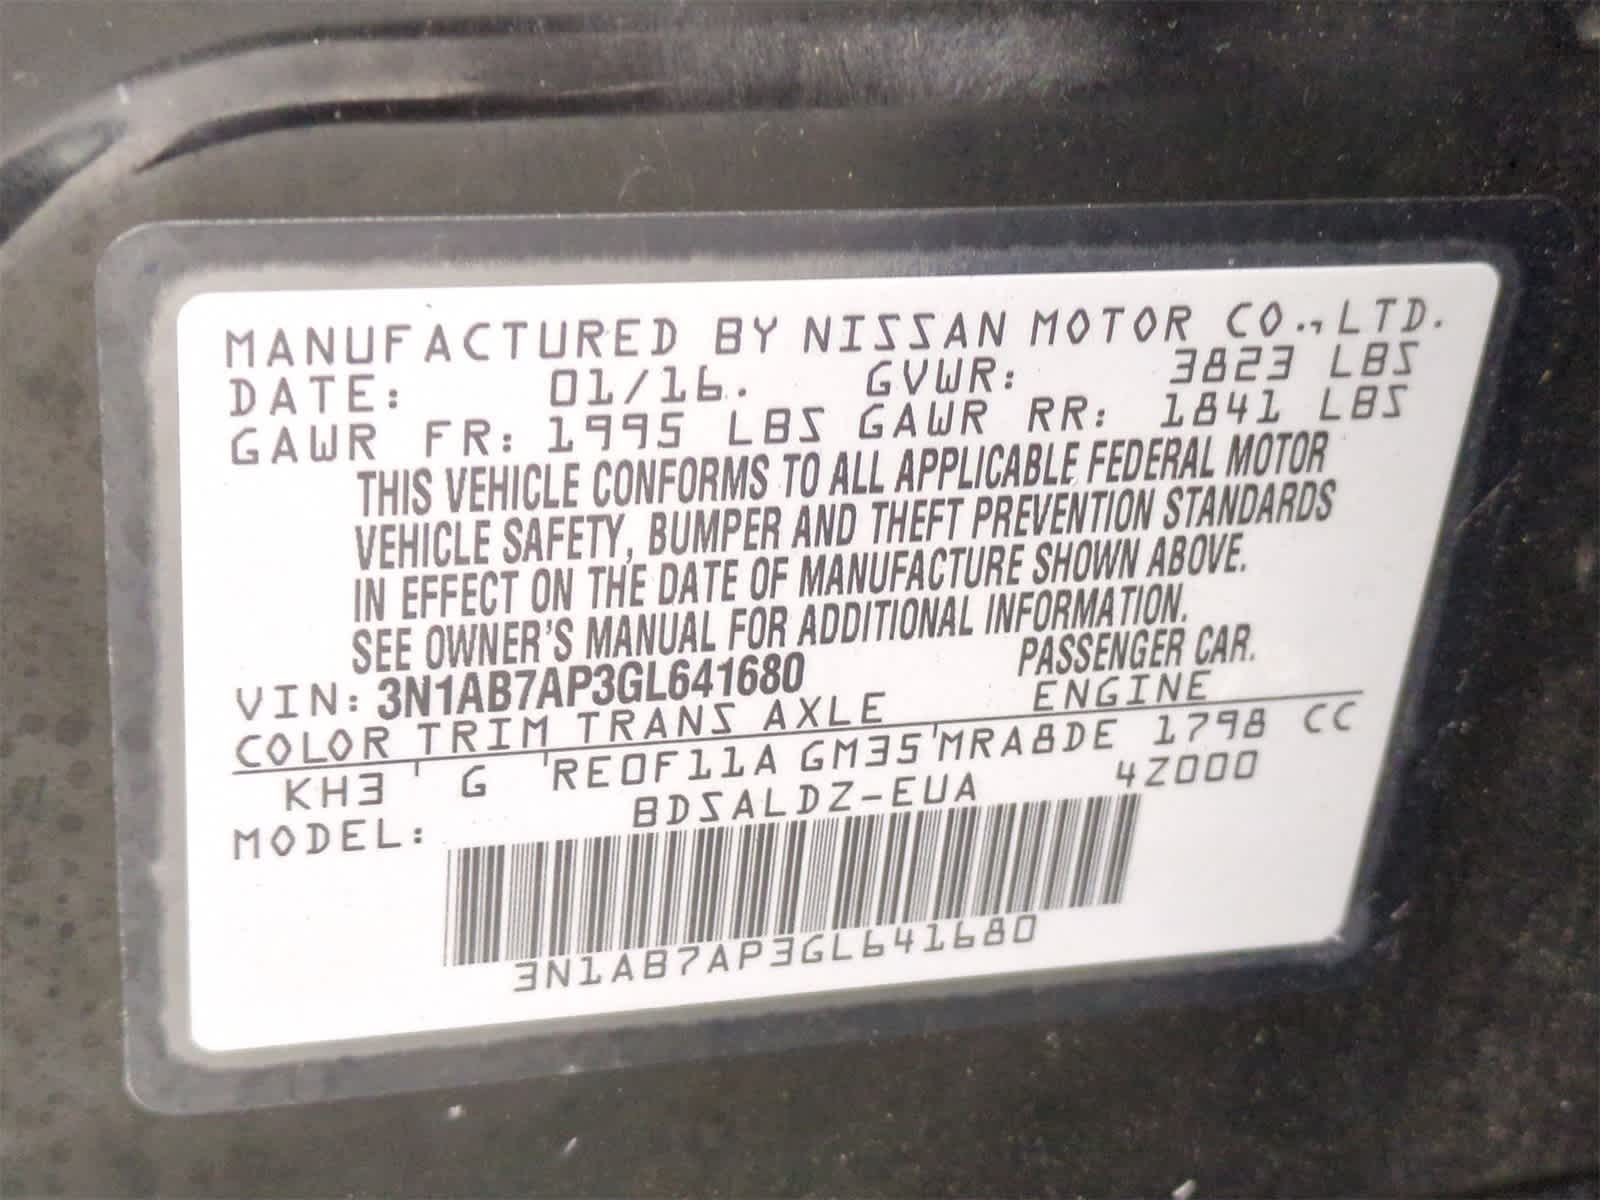 MANUFACTURED BY NISSAN MOTOR CO., LTD.
DATE: 01/16. GVWR: 3823 LBS
GAWR FR: 1995 LBS GAWR RR: 1841 LBS
THIS VEHICLE CONFORMS TO ALL APPLICABLE FEDERAL MOTOR
VEHICLE SAFETY, BUMPER AND THEFT PREVENTION STANDARDS
IN EFFECT ON THE DATE OF MANUFACTURE SHOWN ABOVE.
SEE OWNER'S MANUAL FOR ADDITIONAL INFORMATION.
VIN: 3N1AB7AP3GL641680 PASSENGER CAR.
COLOR TRIM TRANS AXLE ENGINE
KH3 G RE0F11A GM35 MRA8DE 1798 CC
MODEL: BDSALDZ-EUA 4Z000
3N1AB7AP3GL641680